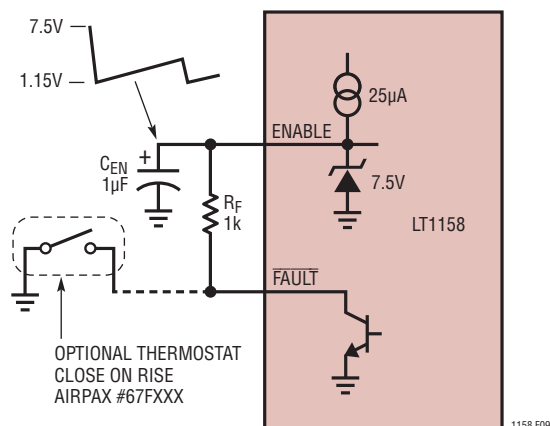 7.5V
1.15V
25µA
ENABLE
C_EN
+
1µF
R_F
1k
7.5V
LT1158
FAULT
OPTIONAL THERMOSTAT
CLOSE ON RISE
AIRPAX #67FXXX
1158 F09